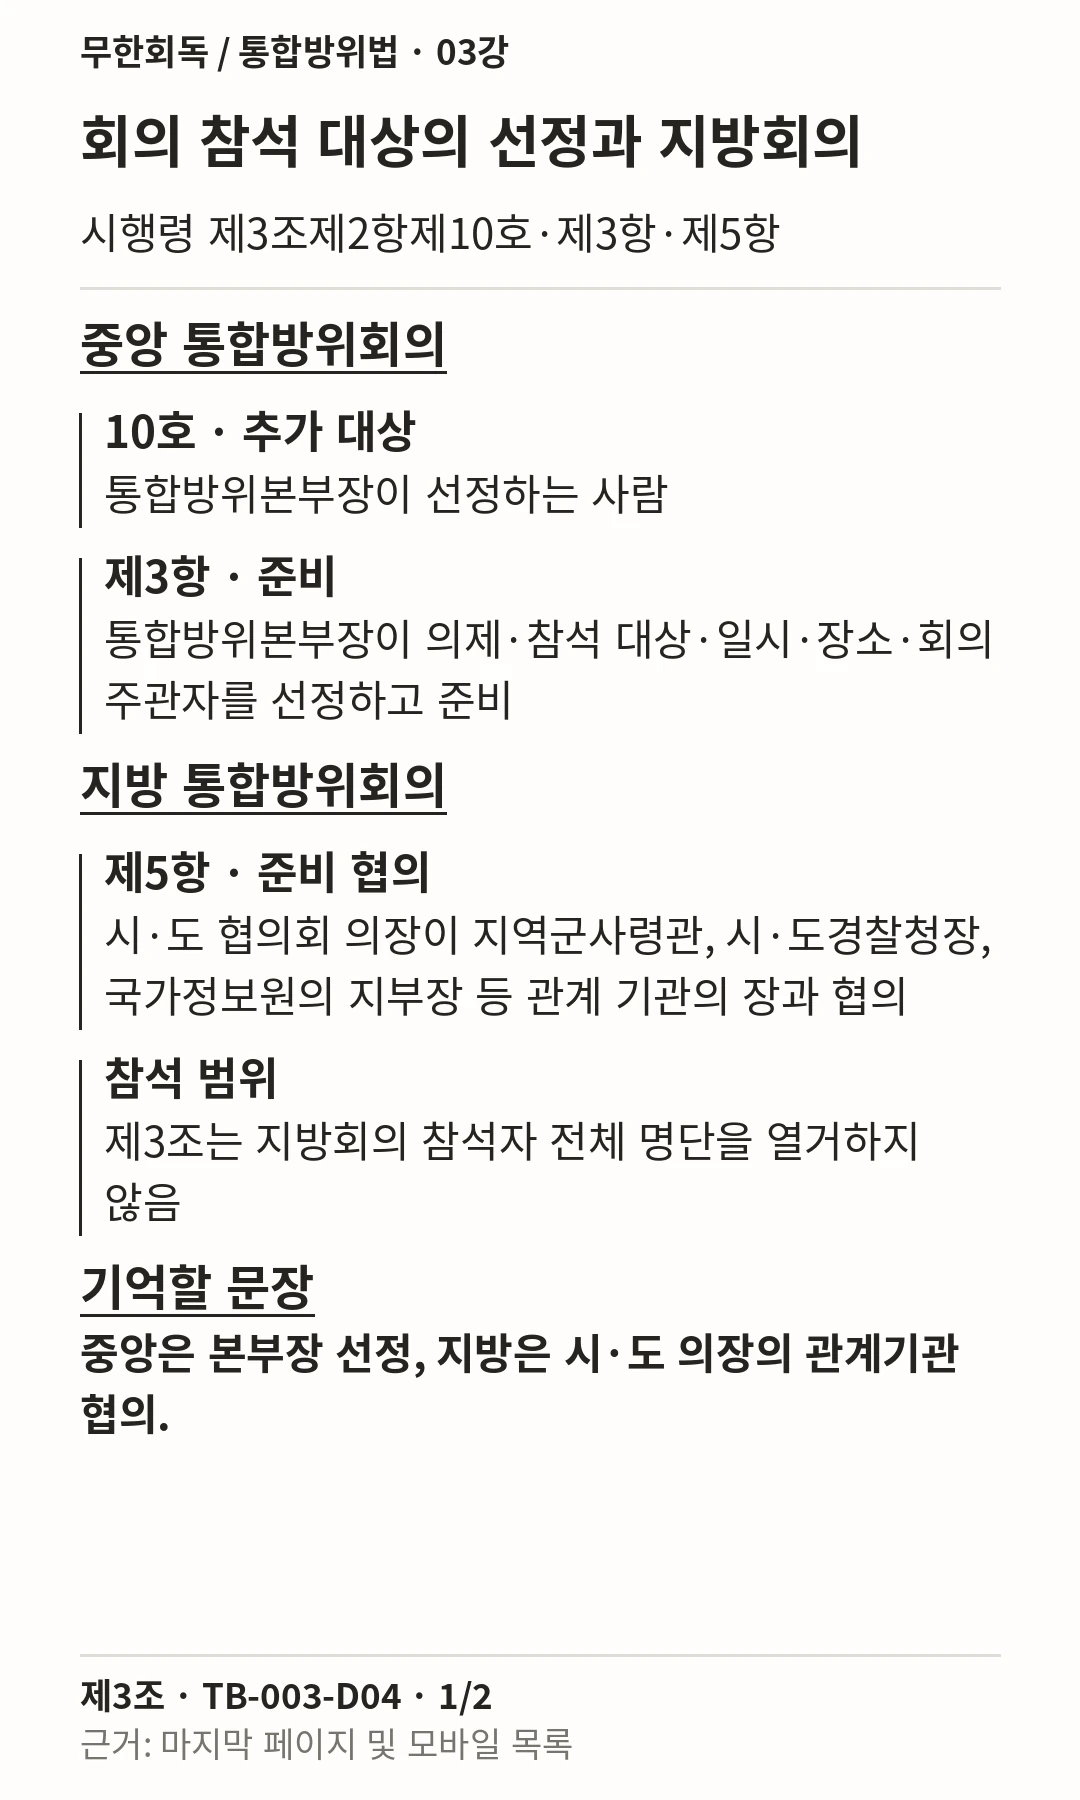 무한회독 / 통합방위법 · 03강
회의 참석 대상의 선정과 지방회의
시행령 제3조제2항제10호·제3항·제5항
중앙 통합방위회의
10호 · 추가 대상
통합방위본부장이 선정하는 사람
제3항 · 준비
통합방위본부장이 의제·참석 대상·일시·장소·회의
주관자를 선정하고 준비
지방 통합방위회의
제5항 · 준비 협의
시·도 협의회 의장이 지역군사령관, 시·도경찰청장,
국가정보원의 지부장 등 관계 기관의 장과 협의
참석 범위
제3조는 지방회의 참석자 전체 명단을 열거하지
않음
기억할 문장
중앙은 본부장 선정, 지방은 시·도 의장의 관계기관
협의.
제3조 · TB-003-D04 · 1/2
근거: 마지막 페이지 및 모바일 목록